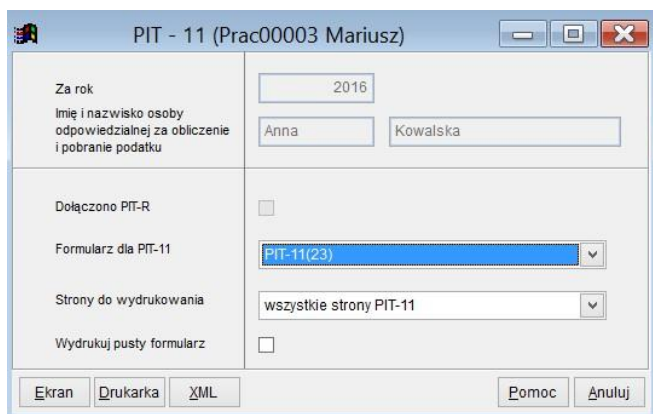 PIT - 11 (Prac00003 Mariusz)
Za rok
2016
Imię i nazwisko osoby
odpowiedzialnej za obliczenie
i pobranie podatku
Anna
Kowalska
Dołączono PIT-R
Formularz dla PIT-11
PIT-11(23)
Strony do wydrukowania
wszystkie strony PIT-11
Wydrukuj pusty formularz
Ekran Drukarka XML Pomoc Anuluj